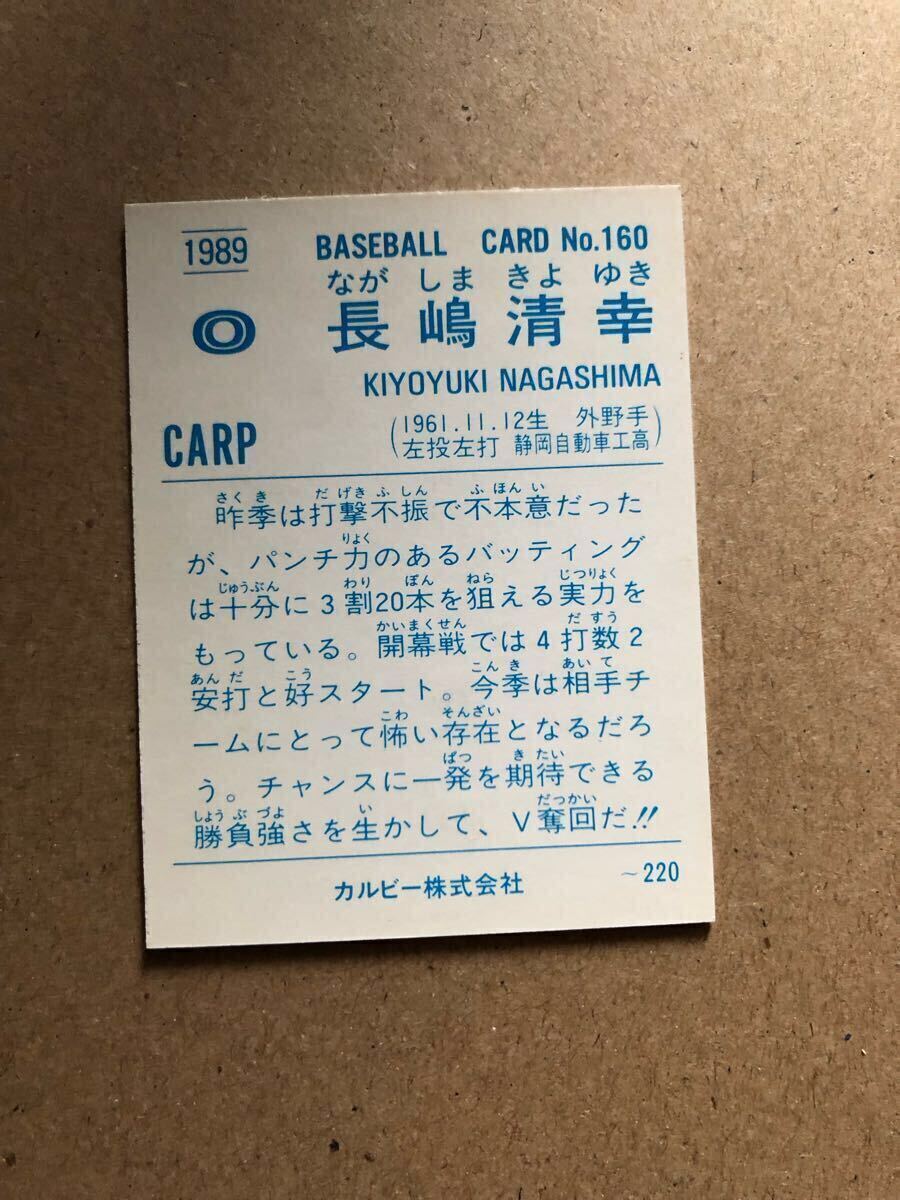 1989
BASEBALL CARD No.160
なが しま きよ ゆき
0 長嶋清幸
KIYOYUKI NAGASHIMA
CARP
(1961.11.12生 外野手
左投左打 静岡自動車工高)
さくき だげきふしん ふほんい
昨季は打撃不振で不本意だった
りよく
が、パンチ力のあるバッティング
じゅうぶん わり ぽん ねら じつりょく
は十分に3割20本を狙える実力を
かいまくせん だすう
もっている。開幕戦では4打数2
あんだ こう こんき あいて
安打と好スタート。今季は相手チ
こわ そんざい
ームにとって怖い存在となるだろ
ぱつ きたい
う。チャンスに一発を期待できる
しょうぶづよ い だっかい
勝負強さを生かして、V奪回だ!!
カルビー株式会社
~220